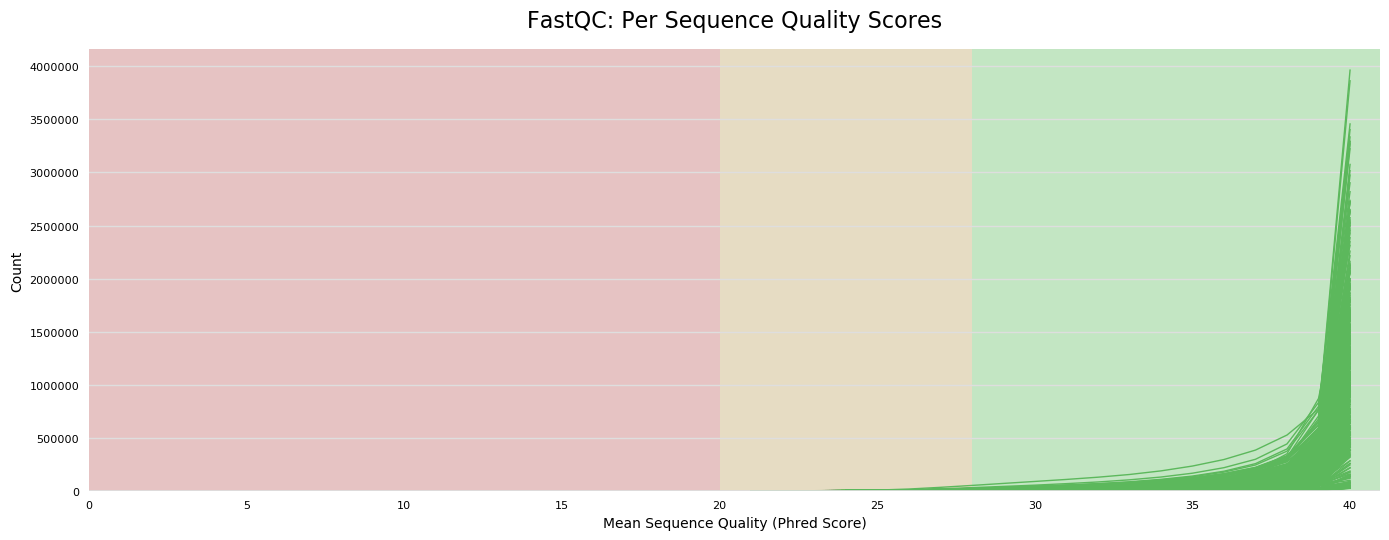 FastQC: Per Sequence Quality Scores
4000000
3500000
3000000
2500000
2000000
1500000
1000000
500000
0
Count
0 5 10 15 20 25 30 35 40
Mean Sequence Quality (Phred Score)